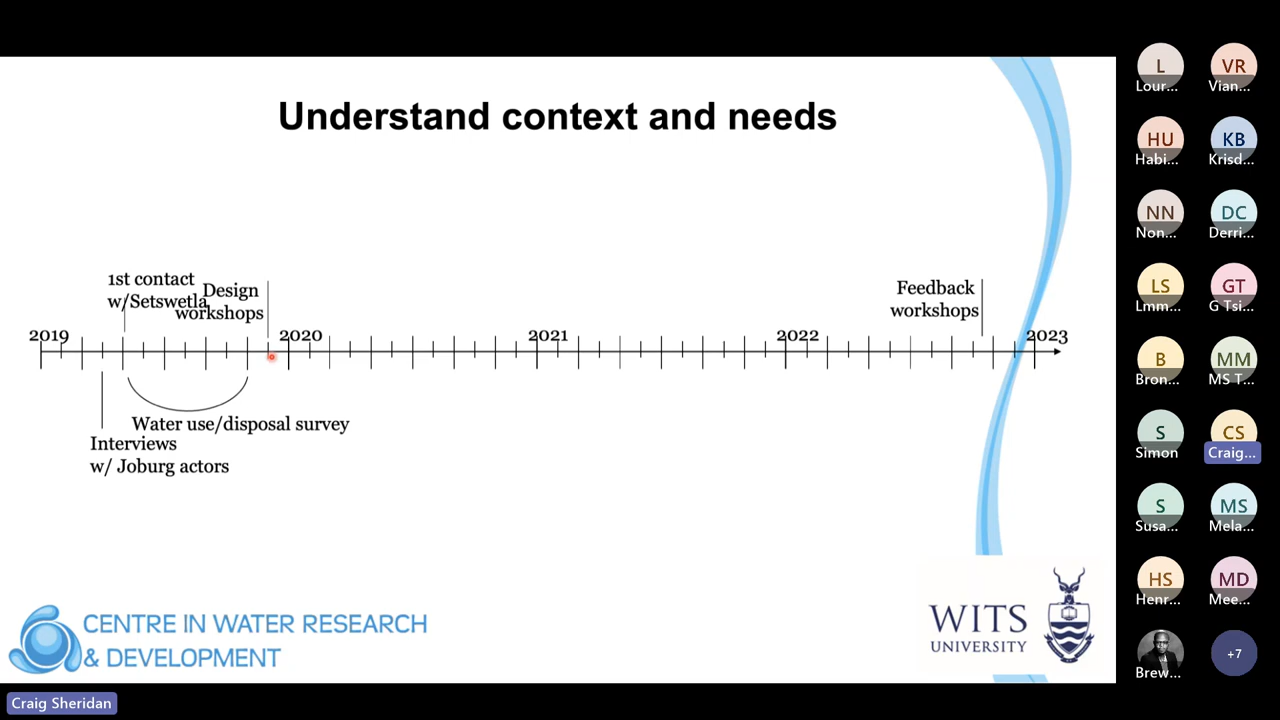 Understand context and needs
1st contact
w/Setswetla
Design
workshops
Feedback
workshops
2019
2020
2021
2022
2023
Water use/disposal survey
Interviews
w/ Joburg actors
CENTRE IN WATER RESEARCH
& DEVELOPMENT
WITS
UNIVERSITY
Craig Sheridan
L
Lour...
VR
Vian...
HU
Habi...
KB
Krisd...
NN
Non...
DC
Derri...
LS
Lmm...
GT
G Tsi...
B
Bron...
MM
MS T...
S
Simon
CS
Craig...
S
Susa...
MS
Mela...
HS
Henr...
MD
Mee...
Brew...
+7